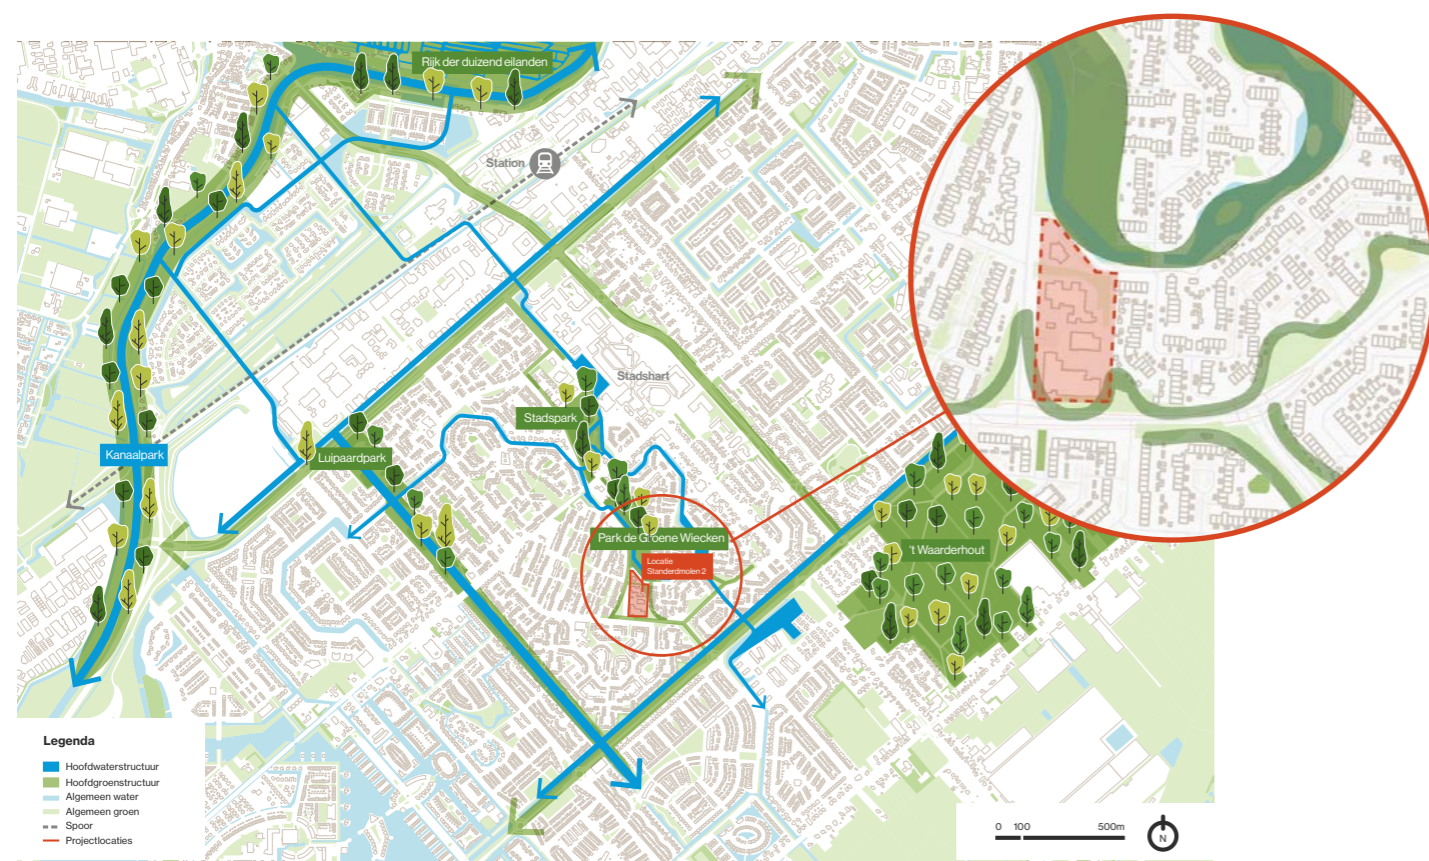 Rijk der duizend eilanden
Station
Stadshart
Stadspark
Kanaalpark
Luipaardpark
Park de Groene Wiecken
't Waarderhout
Locatie
Standerdmolen 2
Legenda
Hoofdwaterstructuur
Hoofdgroenstructuur
Algemeen water
Algemeen groen
Spoor
Projectlocaties
0 100 500m
N